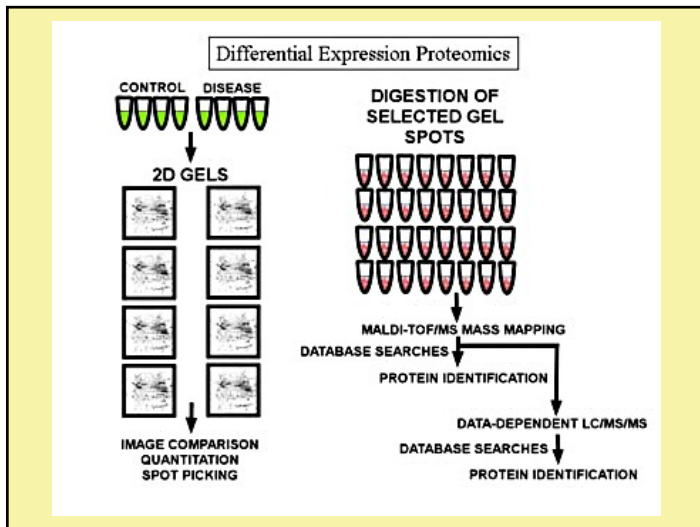 Differential Expression Proteomics
CONTROL DISEASE
2D GELS
IMAGE COMPARISON
QUANTITATION
SPOT PICKING
DIGESTION OF
SELECTED GEL
SPOTS
MALDI-TOF/MS MASS MAPPING
DATABASE SEARCHES
PROTEIN IDENTIFICATION
DATA-DEPENDENT LC/MS/MS
DATABASE SEARCHES
PROTEIN IDENTIFICATION